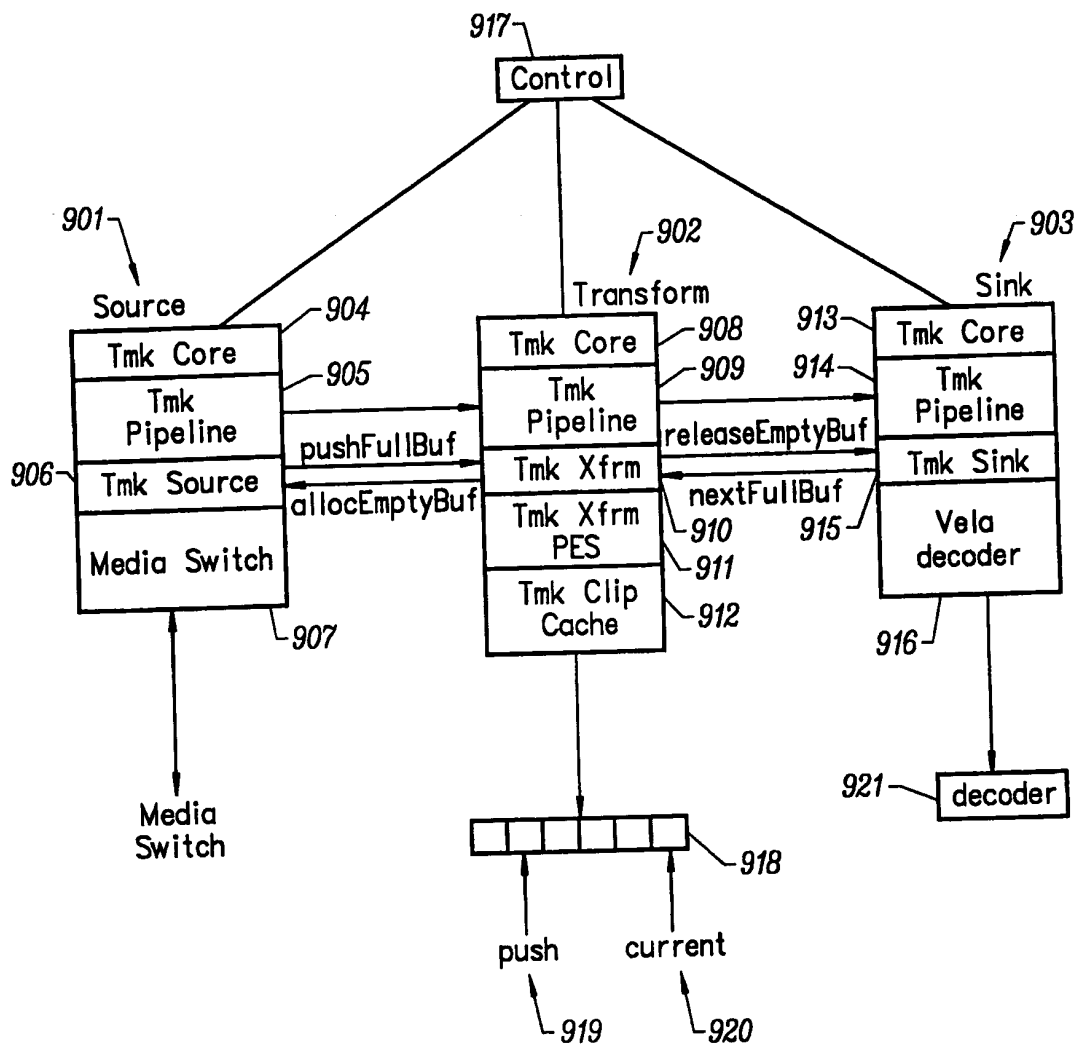 917
Control
901
902
903
Source
Transform
Sink
904
908
913
Tmk Core
Tmk Core
Tmk Core
905
909
914
Tmk
Pipeline
Tmk
Pipeline
Tmk
Pipeline
pushFullBuf
releaseEmptyBuf
906
Tmk Source
Tmk Xfrm
Tmk Sink
allocEmptyBuf
nextFullBuf
910
915
Media Switch
Tmk Xfrm
PES
Vela
decoder
911
Tmk Clip
Cache
912
907
916
Media
Switch
921
decoder
918
push
current
919
920